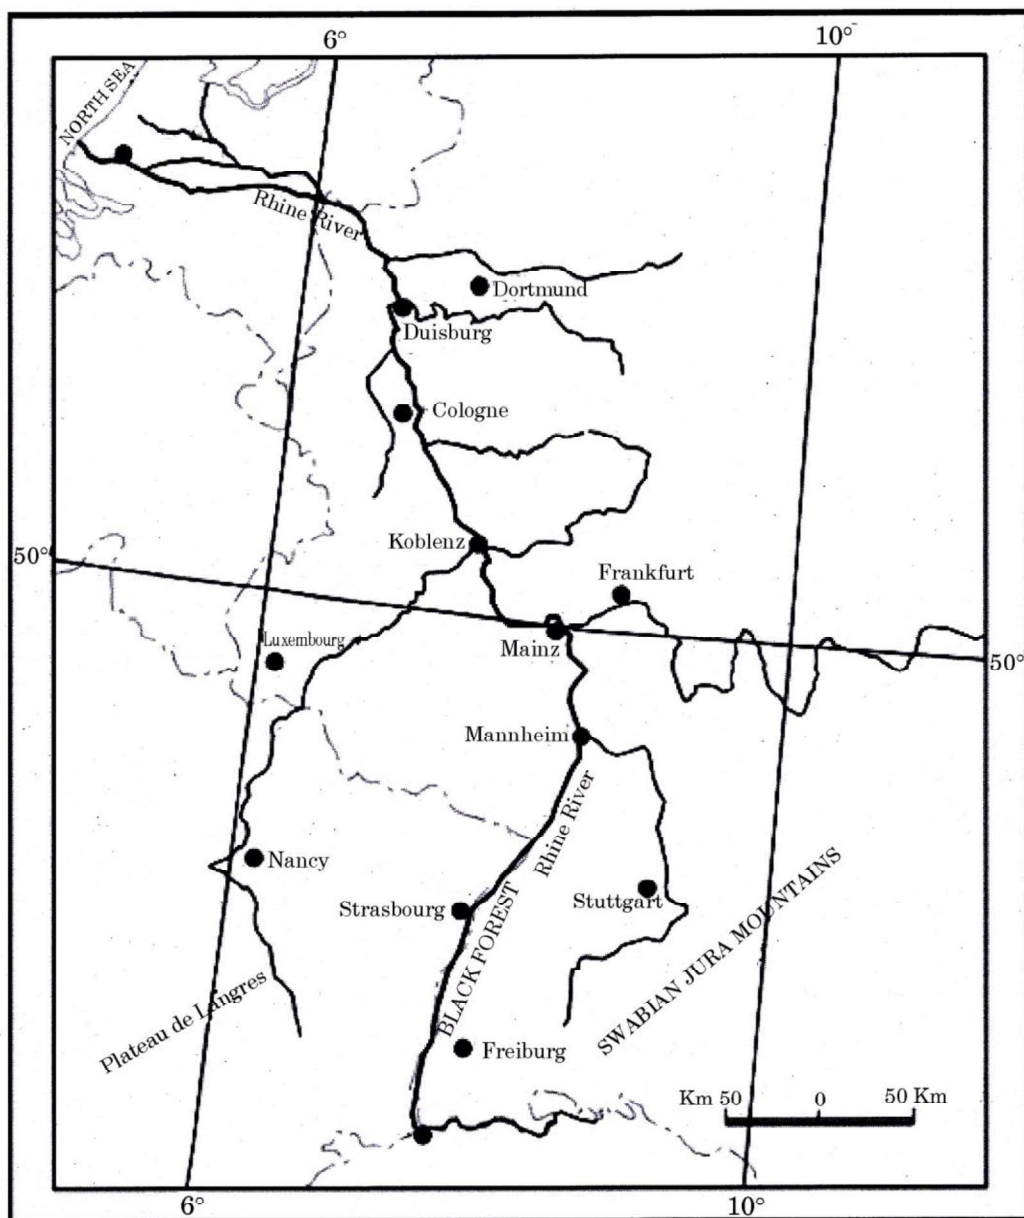 6°
10°
NORTH SEA
Rhine River
Dortmund
Duisburg
Cologne
Koblenz
50°
Frankfurt
Luxembourg
Mainz
50°
Mannheim
Rhine River
Nancy
Stuttgart
Strasbourg
BLACK FOREST
SWABIAN JURA MOUNTAINS
Plateau de Langres
Freiburg
Km 50 0 50 Km
6°
10°